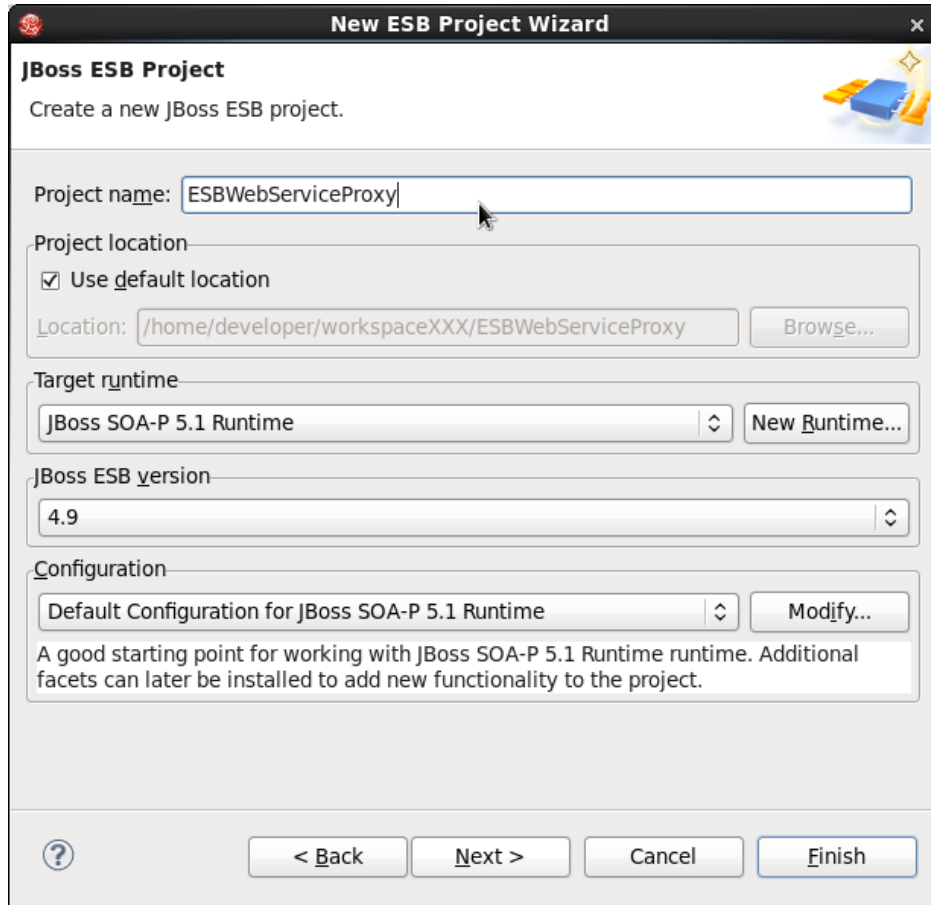 New ESB Project Wizard
JBoss ESB Project
Create a new JBoss ESB project.
Project name: ESBWebServiceProxy
Project location
Use default location
Location: /home/developer/workspaceXXX/ESBWebServiceProxy Browse...
Target runtime
JBoss SOA-P 5.1 Runtime New Runtime...
JBoss ESB version
4.9
Configuration
Default Configuration for JBoss SOA-P 5.1 Runtime Modify...
A good starting point for working with JBoss SOA-P 5.1 Runtime runtime. Additional
facets can later be installed to add new functionality to the project.
? < Back Next > Cancel Finish